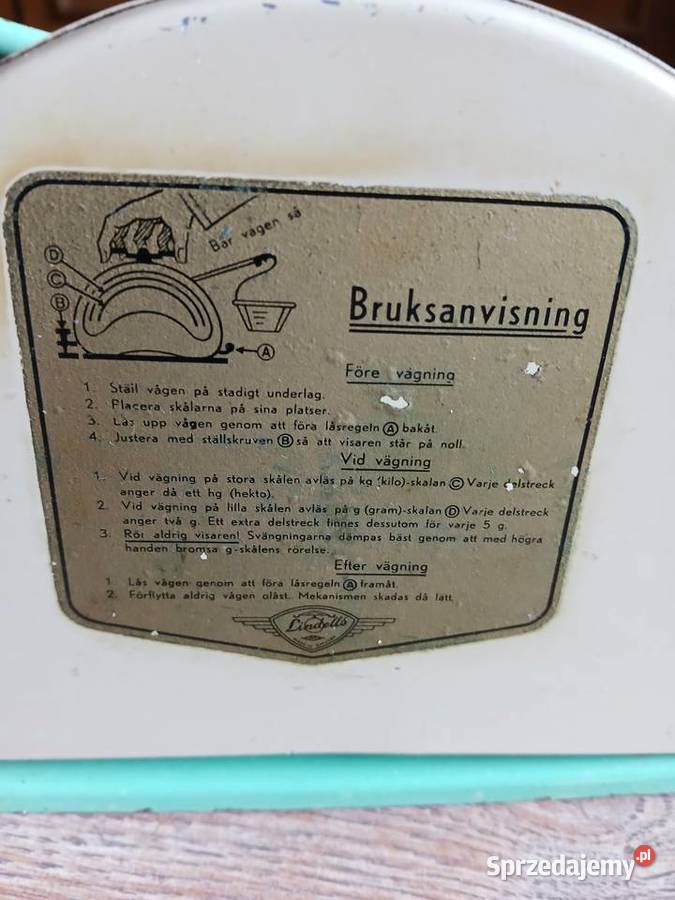 Bär vågen så
D
C
B
A
Bruksanvisning
Före vägning
1. Ställ vågen på stadigt underlag.
2. Placera skålarna på sina platser.
3. Lås upp vågen genom att föra låsregeln A bakåt.
4. Justera med ställskruven B så att visaren står på noll.
Vid vägning
1. Vid vägning på stora skålen avläs på kg (kilo)-skalan C Varje delstreck
anger då ett hg (hekto).
2. Vid vägning på lilla skålen avläs på g (gram)-skalan D Varje delstreck
anger två g. Ett extra delstreck finnes dessutom för varje 5 g.
3. Rör aldrig visaren! Svängningarna dämpas bäst genom att med högra
handen bromsa g-skålens rörelse.
Efter vägning
1. Lås vågen genom att föra låsregeln A framåt.
2. Förflytta aldrig vågen olåst. Mekanismen skadas då lätt.
Lindells
Sprzedajemy.pl